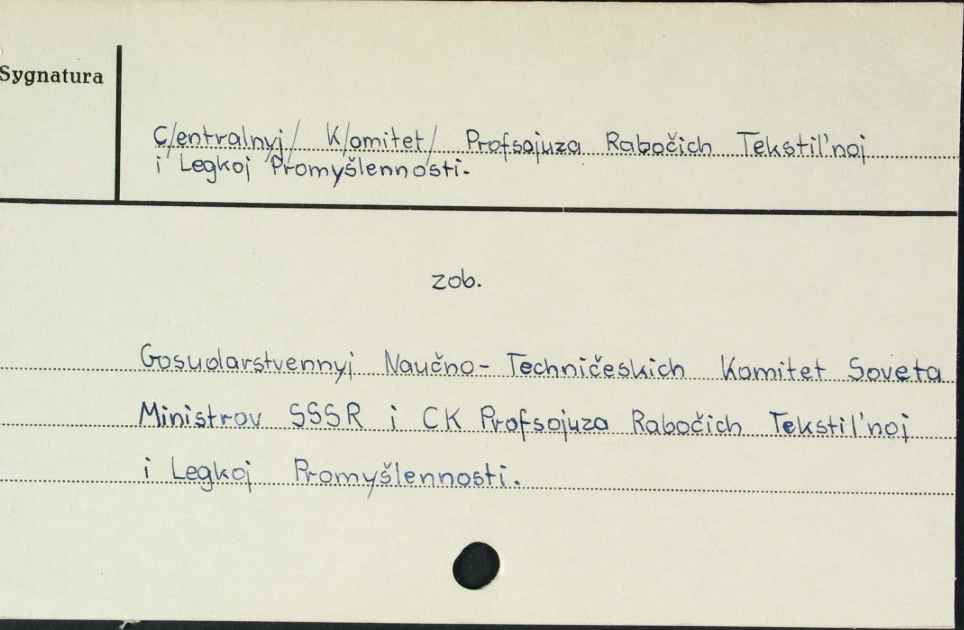 Sygnatura
C/entralnyj/ K/omitet/ Profsojuza Rabočich Tekstil'noj
i Legkoj Promyšlennosti.
zob.
Gosudarstvennyj Naučno-Techničeskich Komitet Soveta
Ministrov SSSR i CK Profsojuza Rabočich Tekstil'noj
i Legkoj Promyšlennosti.